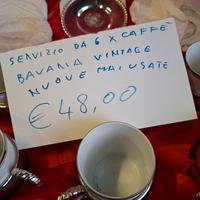 SERVIZIO DA 6 X CAFFÈ
BAVARIA VINTAGE
NUOVE MAI USATE
€ 48,00